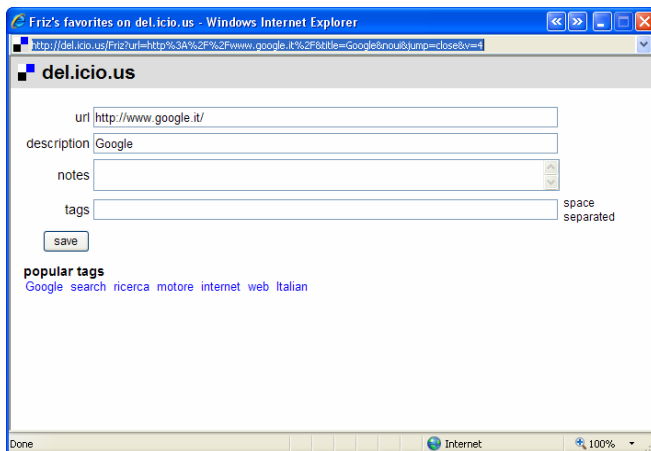 Friz's favorites on del.icio.us - Windows Internet Explorer
http://del.icio.us/Friz?url=http%3A%2F%2Fwww.google.it%2F&title=Google&noui&jump=close&v=4
del.icio.us
url http://www.google.it/
description Google
notes
tags
space
separated
save
popular tags
Google search ricerca motore internet web Italian
Done Internet 100%